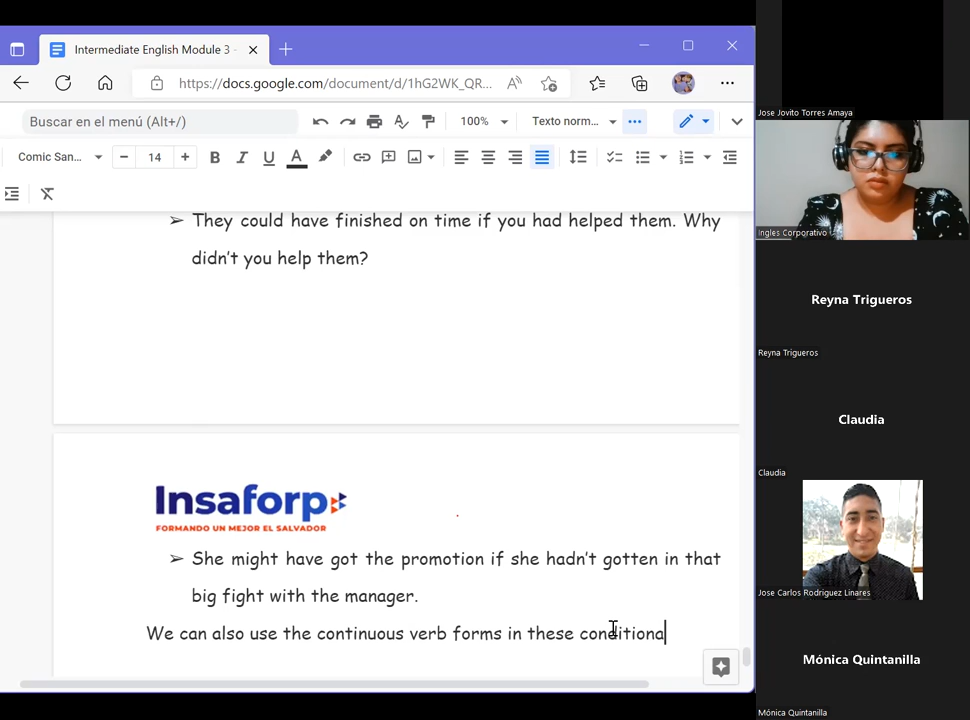 Intermediate English Module 3 -
https://docs.google.com/document/d/1hG2WK_QR...
Buscar en el menú (Alt+/)
100%
Texto norm...
Comic San...
14
➢ They could have finished on time if you had helped them. Why
didn't you help them?
Insaforp
FORMANDO UN MEJOR EL SALVADOR
➢ She might have got the promotion if she hadn't gotten in that
big fight with the manager.
We can also use the continuous verb forms in these conditiona
Jose Jovito Torres Amaya
Ingles Corporativo
Reyna Trigueros
Reyna Trigueros
Claudia
Claudia
Jose Carlos Rodriguez Linares
Mónica Quintanilla
Mónica Quintanilla